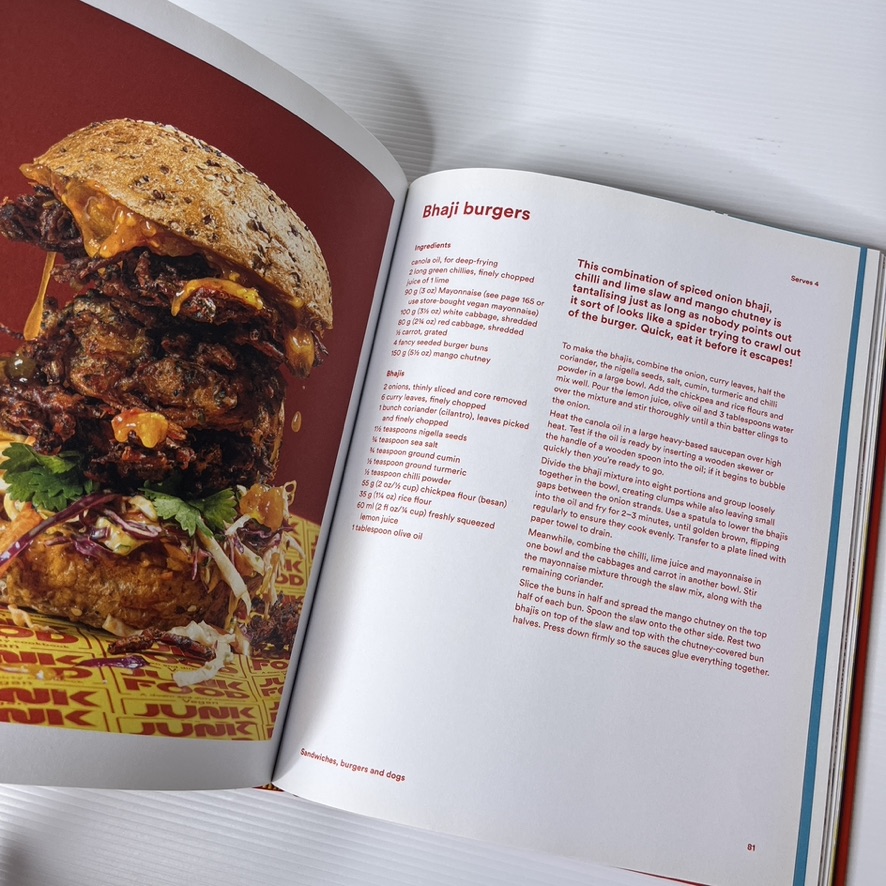 Bhaji burgers
Ingredients
canola oil, for deep-frying
2 long green chillies, finely chopped
juice of 1 lime
90 g (3 oz) Mayonnaise (see page 165 or
use store-bought vegan mayonnaise)
100 g (3½ oz) white cabbage, shredded
80 g (2¾ oz) red cabbage, shredded
½ carrot, grated
4 fancy seeded burger buns
150 g (5½ oz) mango chutney
Bhajis
2 onions, thinly sliced and core removed
6 curry leaves, finely chopped
1 bunch coriander (cilantro), leaves picked
and finely chopped
1½ teaspoons nigella seeds
¾ teaspoon sea salt
¾ teaspoon ground cumin
½ teaspoon ground turmeric
½ teaspoon chilli powder
55 g (2 oz/½ cup) chickpea flour (besan)
35 g (1¼ oz) rice flour
60 ml (2 fl oz/¼ cup) freshly squeezed
lemon juice
1 tablespoon olive oil
Serves 4
This combination of spiced onion bhaji,
chilli and lime slaw and mango chutney is
tantalising just as long as nobody points out
it sort of looks like a spider trying to crawl out
of the burger. Quick, eat it before it escapes!
To make the bhajis, combine the onion, curry leaves, half the
coriander, the nigella seeds, salt, cumin, turmeric and chilli
powder in a large bowl. Add the chickpea and rice flours and
mix well. Pour the lemon juice, olive oil and 3 tablespoons water
over the mixture and stir thoroughly until a thin batter clings to
the onion.
Heat the canola oil in a large heavy-based saucepan over high
heat. Test if the oil is ready by inserting a wooden skewer or
the handle of a wooden spoon into the oil; if it begins to bubble
quickly then you're ready to go.
Divide the bhaji mixture into eight portions and group loosely
together in the bowl, creating clumps while also leaving small
gaps between the onion strands. Use a spatula to lower the bhajis
into the oil and fry for 2–3 minutes, until golden brown, flipping
regularly to ensure they cook evenly. Transfer to a plate lined with
paper towel to drain.
Meanwhile, combine the chilli, lime juice and mayonnaise in
one bowl and the cabbages and carrot in another bowl. Stir
the mayonnaise mixture through the slaw mix, along with the
remaining coriander.
Slice the buns in half and spread the mango chutney on the top
half of each bun. Spoon the slaw onto the other side. Rest two
bhajis on top of the slaw and top with the chutney-covered bun
halves. Press down firmly so the sauces glue everything together.
Sandwiches, burgers and dogs
81
JUNK
FOOD
JUNK
JUNK